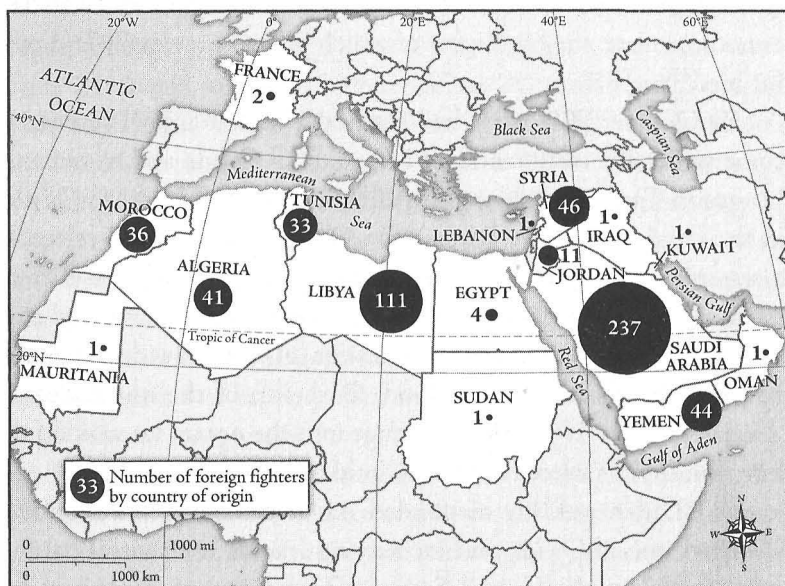 20°W
0°
20°E
40°E
60°E
FRANCE
2
ATLANTIC
OCEAN
40°N
Black Sea
Caspian Sea
Mediterranean
Sea
SYRIA
46
MOROCCO
36
TUNISIA
33
LEBANON
1
1
IRAQ
1
KUWAIT
11
JORDAN
ALGERIA
41
LIBYA
111
EGYPT
4
Persian Gulf
237
SAUDI
ARABIA
Tropic of Cancer
20°N
1
MAURITANIA
Red Sea
1
OMAN
SUDAN
1
YEMEN
44
Gulf of Aden
33
Number of foreign fighters
by country of origin
0
1000 mi
0
1000 km
N
W
E
S